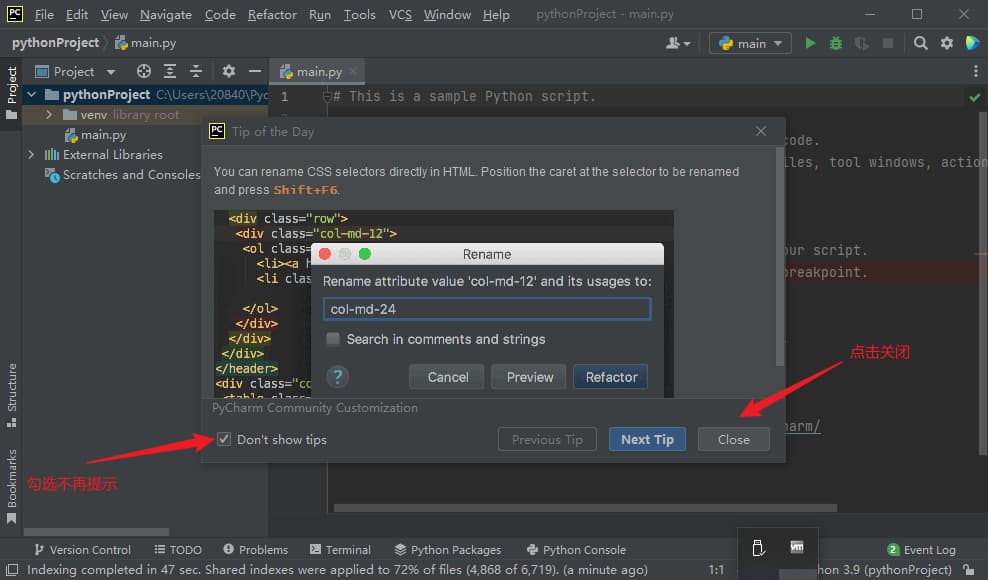 PC File Edit View Navigate Code Refactor Run Tools VCS Window Help pythonProject - main.py
pythonProject main.py main
Project main.py
Project
pythonProject C:\Users\20840\Pyc
venv library root
main.py
External Libraries
Scratches and Consoles
1 # This is a sample Python script.
code.
tool windows, action
our script.
breakpoint.
PC Tip of the Day
You can rename CSS selectors directly in HTML. Position the caret at the selector to be renamed
and press Shift+F6.
<div class="row">
<div class="col-md-12">
<ol clas
<li><a
<li clas
</ol>
</div>
</div>
</div>
</header>
<div class="co
<table
Rename
Rename attribute value 'col-md-12' and its usages to:
col-md-24
Search in comments and strings
?
Cancel Preview Refactor
PyCharm Community Customization
Don't show tips
Previous Tip Next Tip Close
点击关闭
勾选不再提示
harm/
Structure
Bookmarks
Version Control TODO Problems Terminal Python Packages Python Console 2 Event Log
vm
Indexing completed in 47 sec. Shared indexes were applied to 72% of files (4,868 of 6,719). (a minute ago) 1:1 hon 3.9 (pythonProject)